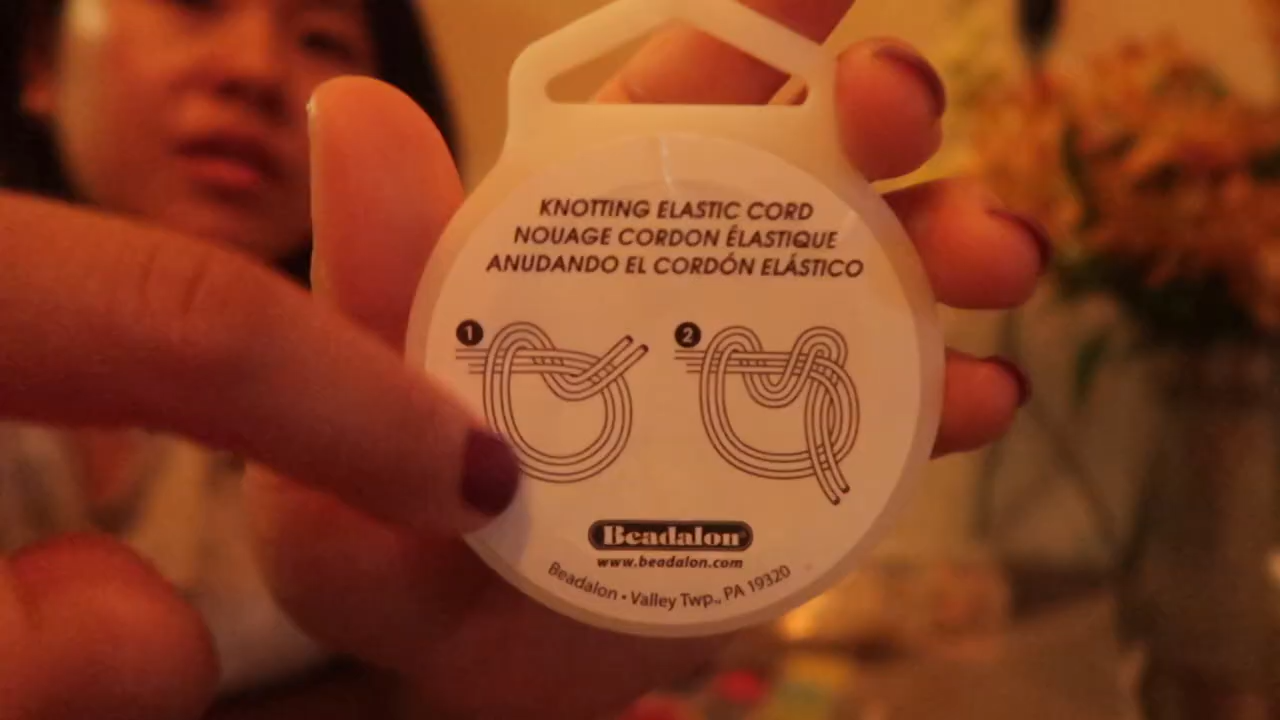 KNOTTING ELASTIC CORD
NOUAGE CORDON ÉLASTIQUE
ANUDANDO EL CORDÓN ELÁSTICO
1
2
Beadalon®
www.beadalon.com
Beadalon • Valley Twp., PA 19320